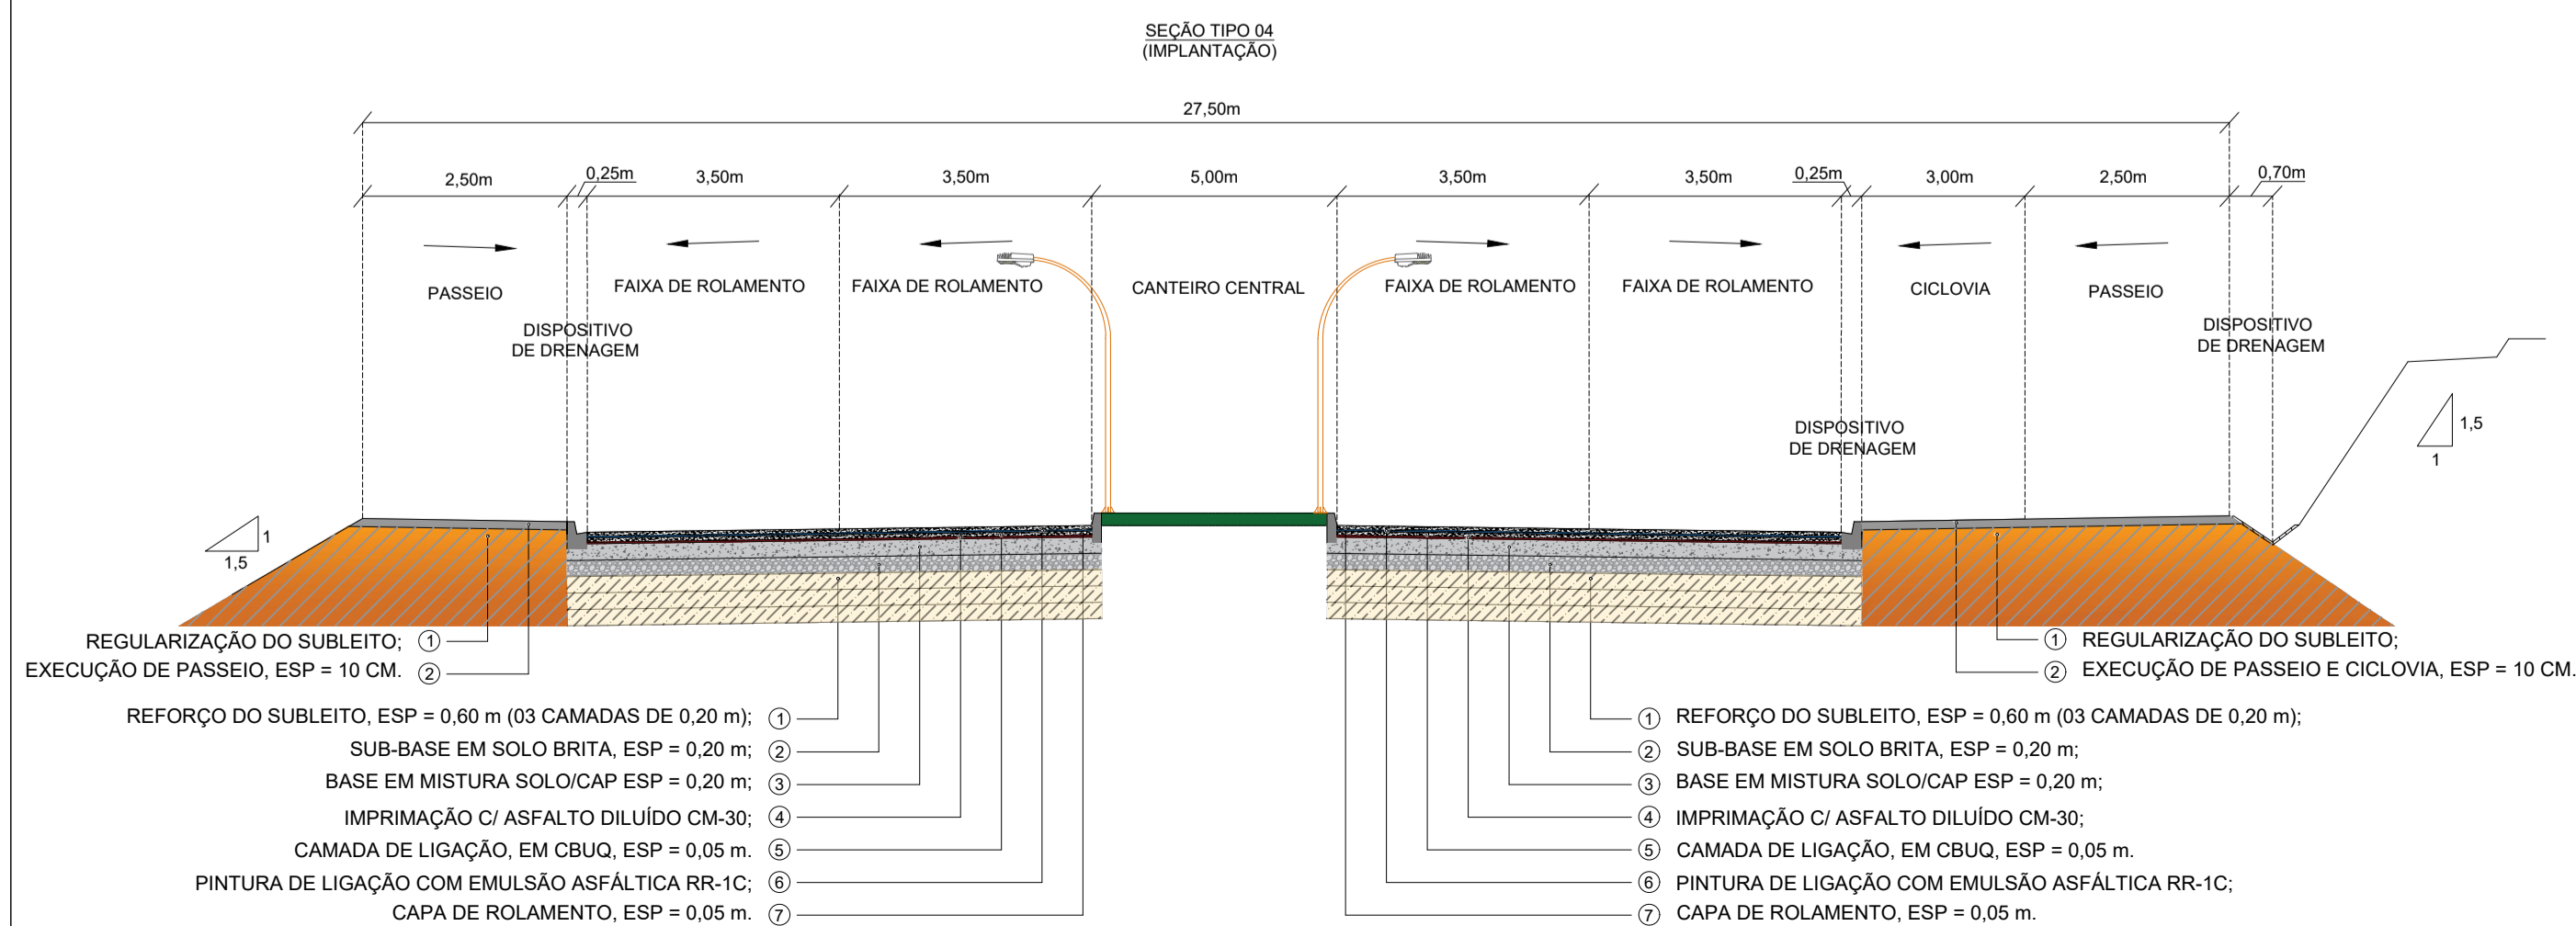 SEÇÃO TIPO 04
(IMPLANTAÇÃO)
27,50m
2,50m
0,25m
3,50m
3,50m
5,00m
3,50m
3,50m
0,25m
3,00m
2,50m
0,70m
PASSEIO
FAIXA DE ROLAMENTO
FAIXA DE ROLAMENTO
CANTEIRO CENTRAL
FAIXA DE ROLAMENTO
FAIXA DE ROLAMENTO
CICLOVIA
PASSEIO
DISPOSITIVO
DE DRENAGEM
DISPOSITIVO
DE DRENAGEM
DISPOSITIVO
DE DRENAGEM
1,5
1
1
1,5
REGULARIZAÇÃO DO SUBLEITO; 1
EXECUÇÃO DE PASSEIO, ESP = 10 CM. 2
1 REGULARIZAÇÃO DO SUBLEITO;
2 EXECUÇÃO DE PASSEIO E CICLOVIA, ESP = 10 CM.
REFORÇO DO SUBLEITO, ESP = 0,60 m (03 CAMADAS DE 0,20 m); 1
SUB-BASE EM SOLO BRITA, ESP = 0,20 m; 2
BASE EM MISTURA SOLO/CAP ESP = 0,20 m; 3
IMPRIMAÇÃO C/ ASFALTO DILUÍDO CM-30; 4
CAMADA DE LIGAÇÃO, EM CBUQ, ESP = 0,05 m. 5
PINTURA DE LIGAÇÃO COM EMULSÃO ASFÁLTICA RR-1C; 6
CAPA DE ROLAMENTO, ESP = 0,05 m. 7
1 REFORÇO DO SUBLEITO, ESP = 0,60 m (03 CAMADAS DE 0,20 m);
2 SUB-BASE EM SOLO BRITA, ESP = 0,20 m;
3 BASE EM MISTURA SOLO/CAP ESP = 0,20 m;
4 IMPRIMAÇÃO C/ ASFALTO DILUÍDO CM-30;
5 CAMADA DE LIGAÇÃO, EM CBUQ, ESP = 0,05 m.
6 PINTURA DE LIGAÇÃO COM EMULSÃO ASFÁLTICA RR-1C;
7 CAPA DE ROLAMENTO, ESP = 0,05 m.